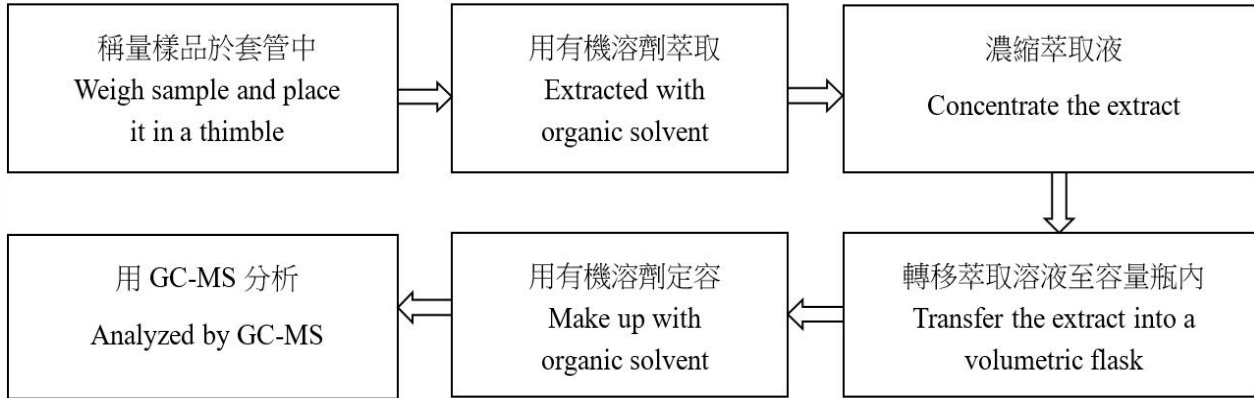 稱量樣品於套管中
Weigh sample and place
it in a thimble
用有機溶劑萃取
Extracted with
organic solvent
濃縮萃取液
Concentrate the extract
轉移萃取溶液至容量瓶內
Transfer the extract into a
volumetric flask
用有機溶劑定容
Make up with
organic solvent
用 GC-MS 分析
Analyzed by GC-MS